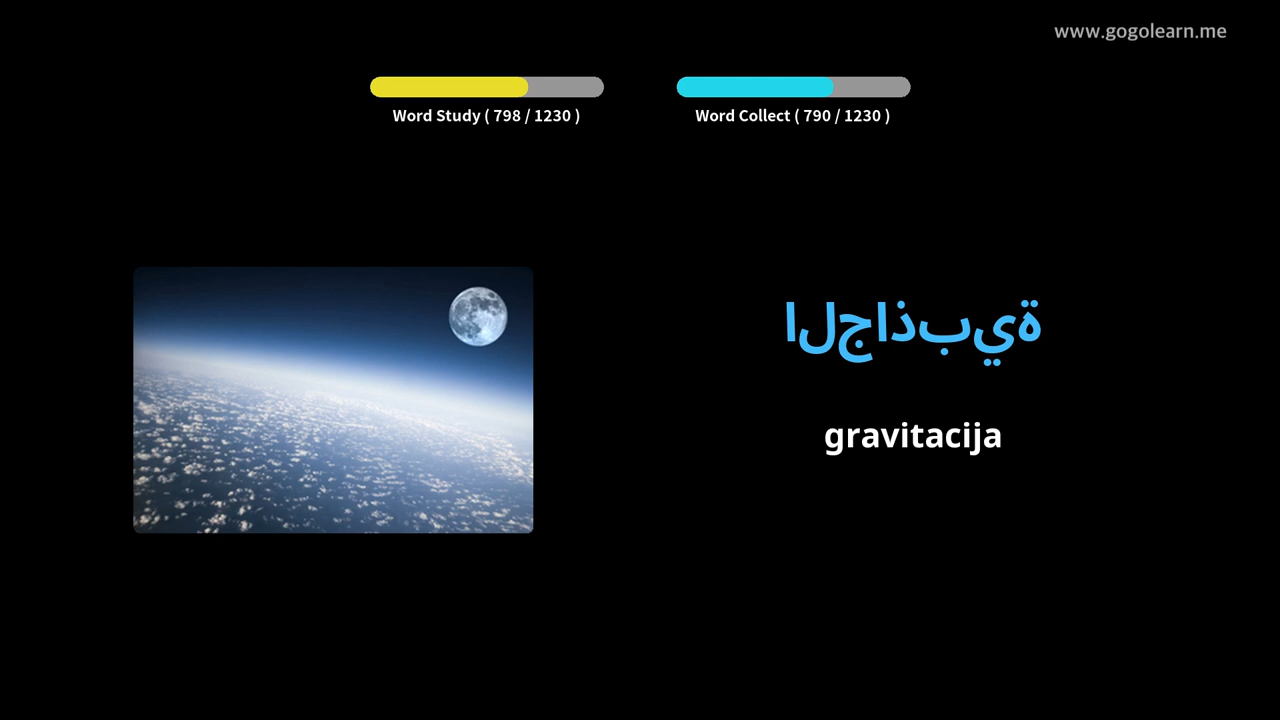 www.gogolearn.me
Word Study ( 798 / 1230 )
Word Collect ( 790 / 1230 )
الجاذبية
gravitacija